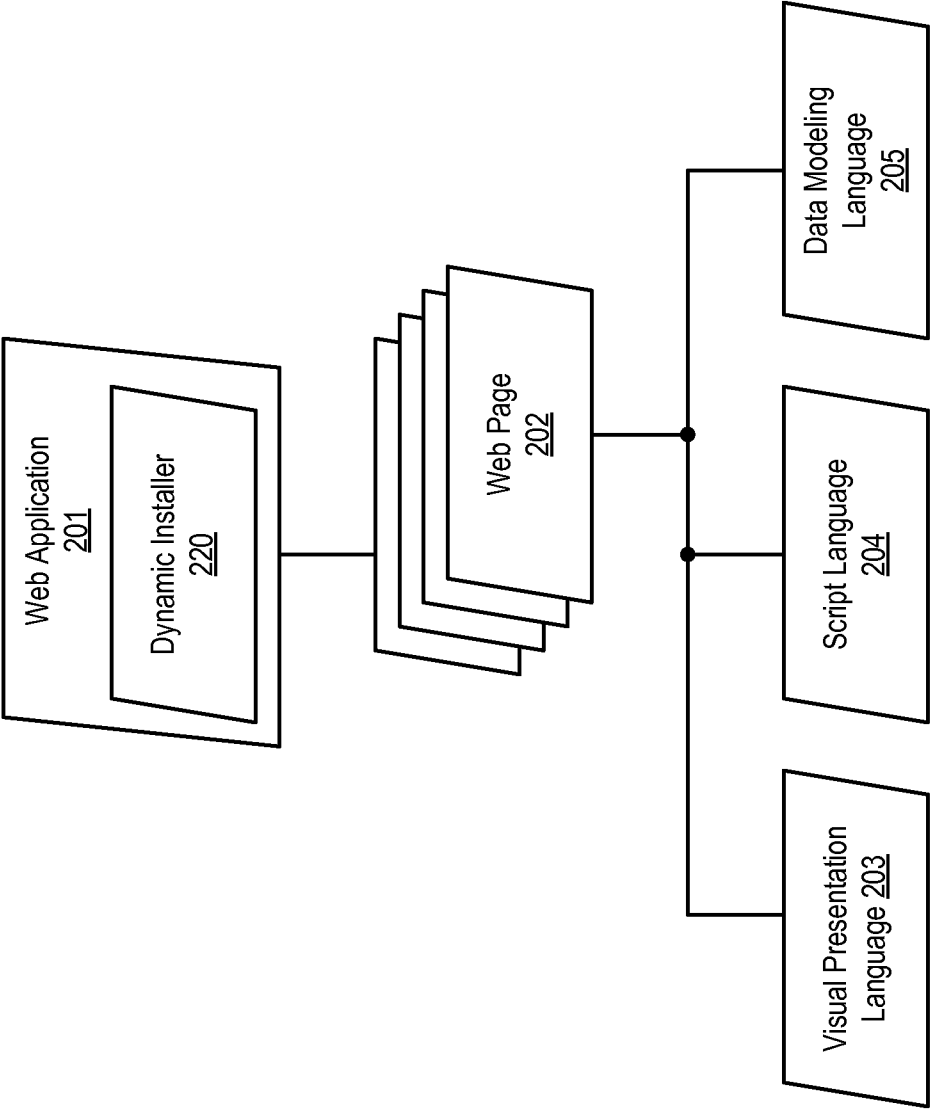 Web Application
201
Dynamic Installer
220
Web Page
202
Visual Presentation
Language 203
Script Language
204
Data Modeling
Language
205